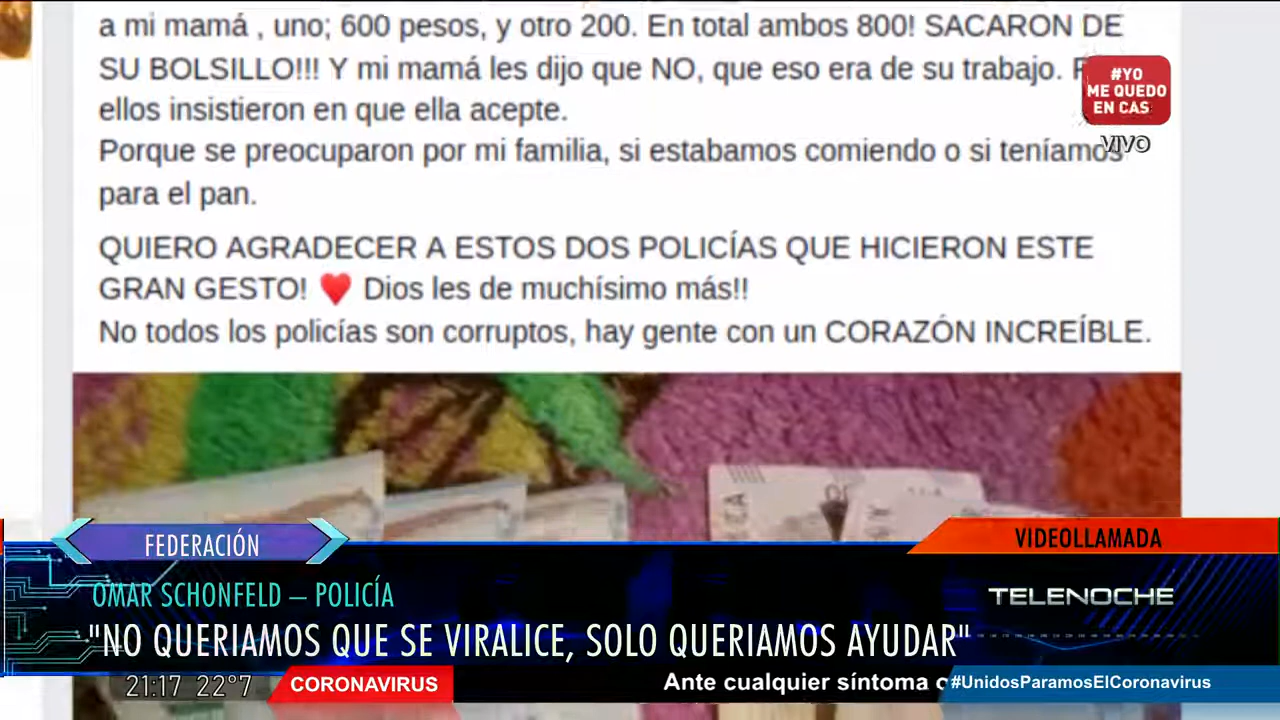 a mi mamá , uno; 600 pesos, y otro 200. En total ambos 800! SACARON DE
SU BOLSILLO!!! Y mi mamá les dijo que NO, que eso era de su trabajo.
ellos insistieron en que ella acepte.
Porque se preocuparon por mi familia, si estabamos comiendo o si teníamos
para el pan.
QUIERO AGRADECER A ESTOS DOS POLICÍAS QUE HICIERON ESTE
GRAN GESTO! ♥ Dios les de muchísimo más!!
No todos los policías son corruptos, hay gente con un CORAZÓN INCREÍBLE.
#YO
ME QUEDO
EN CAS
VIVO
FEDERACIÓN
VIDEOLLAMADA
OMAR SCHONFELD – POLICÍA
TELENOCHE
"NO QUERIAMOS QUE SE VIRALICE, SOLO QUERIAMOS AYUDAR"
21:17 22°7
CORONAVIRUS
Ante cualquier síntoma
#UnidosParamosElCoronavirus